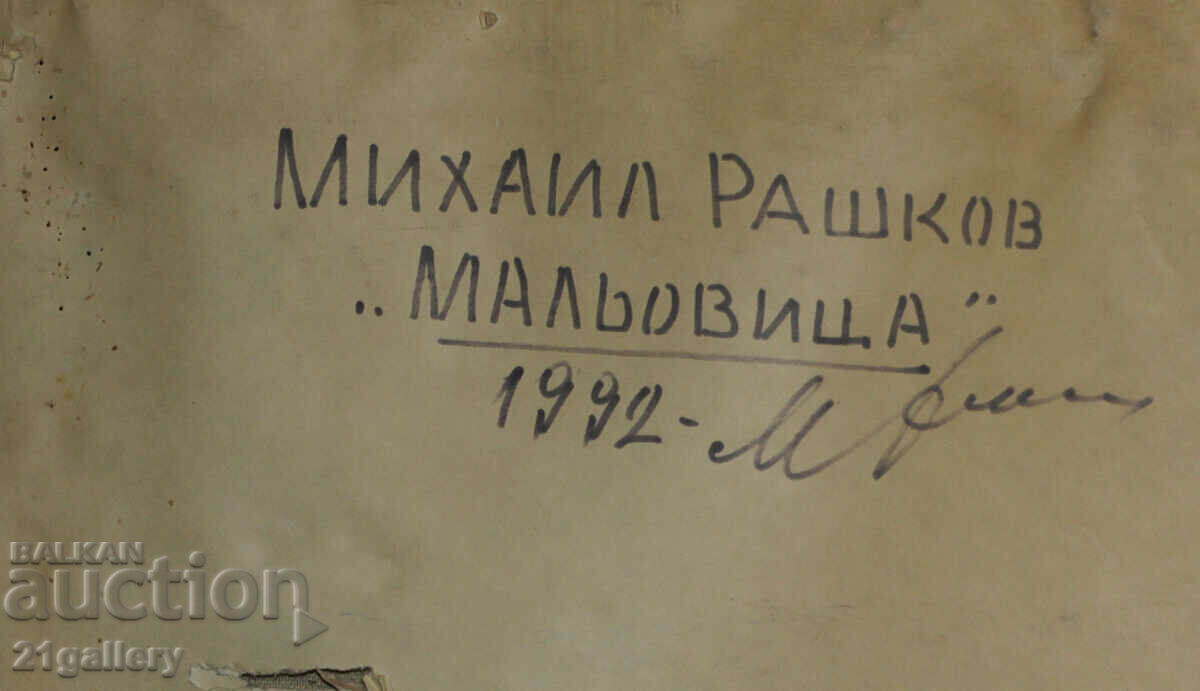 МИХАИЛ РАШКОВ
„МАЛЬОВИЦА"
1992-
BALKAN
auction
21gallery